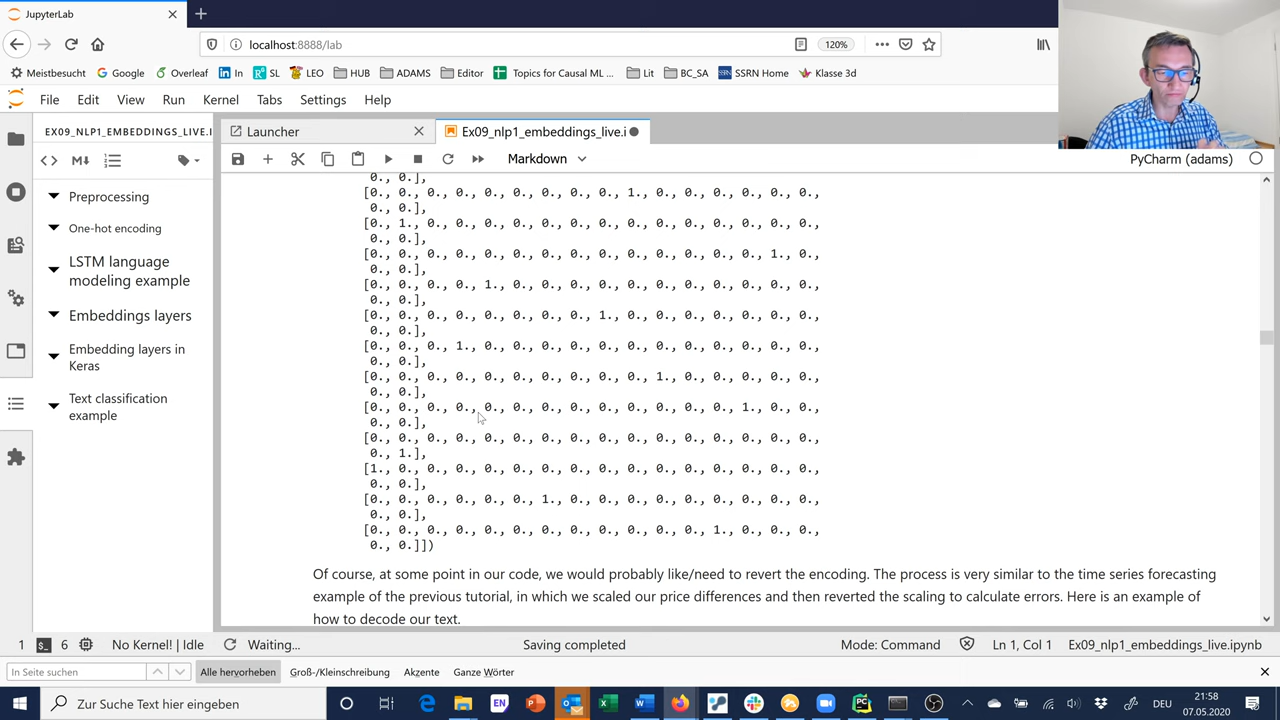 JupyterLab
localhost:8888/lab
120%
Meistbesucht Google Overleaf In SL LEO HUB ADAMS Editor Topics for Causal ML ... Lit BC_SA SSRN Home Klasse 3d
File Edit View Run Kernel Tabs Settings Help
EX09_NLP1_EMBEDDINGS_LIVE.I
Launcher
Ex09_nlp1_embeddings_live.i
Markdown
PyCharm (adams)
Preprocessing
One-hot encoding
LSTM language
modeling example
Embeddings layers
Embedding layers in
Keras
Text classification
example
0., 0.],
[0., 0., 0., 0., 0., 0., 0., 0., 0., 1., 0., 0., 0., 0., 0., 0.,
0., 0.],
[0., 1., 0., 0., 0., 0., 0., 0., 0., 0., 0., 0., 0., 0., 0., 0.,
0., 0.],
[0., 0., 0., 0., 0., 0., 0., 0., 0., 0., 0., 0., 0., 0., 1., 0.,
0., 0.],
[0., 0., 0., 0., 1., 0., 0., 0., 0., 0., 0., 0., 0., 0., 0., 0.,
0., 0.],
[0., 0., 0., 0., 0., 0., 0., 0., 1., 0., 0., 0., 0., 0., 0., 0.,
0., 0.],
[0., 0., 0., 1., 0., 0., 0., 0., 0., 0., 0., 0., 0., 0., 0., 0.,
0., 0.],
[0., 0., 0., 0., 0., 0., 0., 0., 0., 0., 1., 0., 0., 0., 0., 0.,
0., 0.],
[0., 0., 0., 0., 0., 0., 0., 0., 0., 0., 0., 0., 0., 1., 0., 0.,
0., 0.],
[0., 0., 0., 0., 0., 0., 0., 0., 0., 0., 0., 0., 0., 0., 0., 0.,
0., 1.],
[1., 0., 0., 0., 0., 0., 0., 0., 0., 0., 0., 0., 0., 0., 0., 0.,
0., 0.],
[0., 0., 0., 0., 0., 0., 1., 0., 0., 0., 0., 0., 0., 0., 0., 0.,
0., 0.],
[0., 0., 0., 0., 0., 0., 0., 0., 0., 0., 0., 0., 1., 0., 0., 0.,
0., 0.]])
Of course, at some point in our code, we would probably like/need to revert the encoding. The process is very similar to the time series forecasting
example of the previous tutorial, in which we scaled our price differences and then reverted the scaling to calculate errors. Here is an example of
how to decode our text.
1 6 No Kernel! | Idle Waiting... Saving completed Mode: Command Ln 1, Col 1 Ex09_nlp1_embeddings_live.ipynb
In Seite suchen Alle hervorheben Groß-/Kleinschreibung Akzente Ganze Wörter
Zur Suche Text hier eingeben
EN
DEU
21:58
07.05.2020